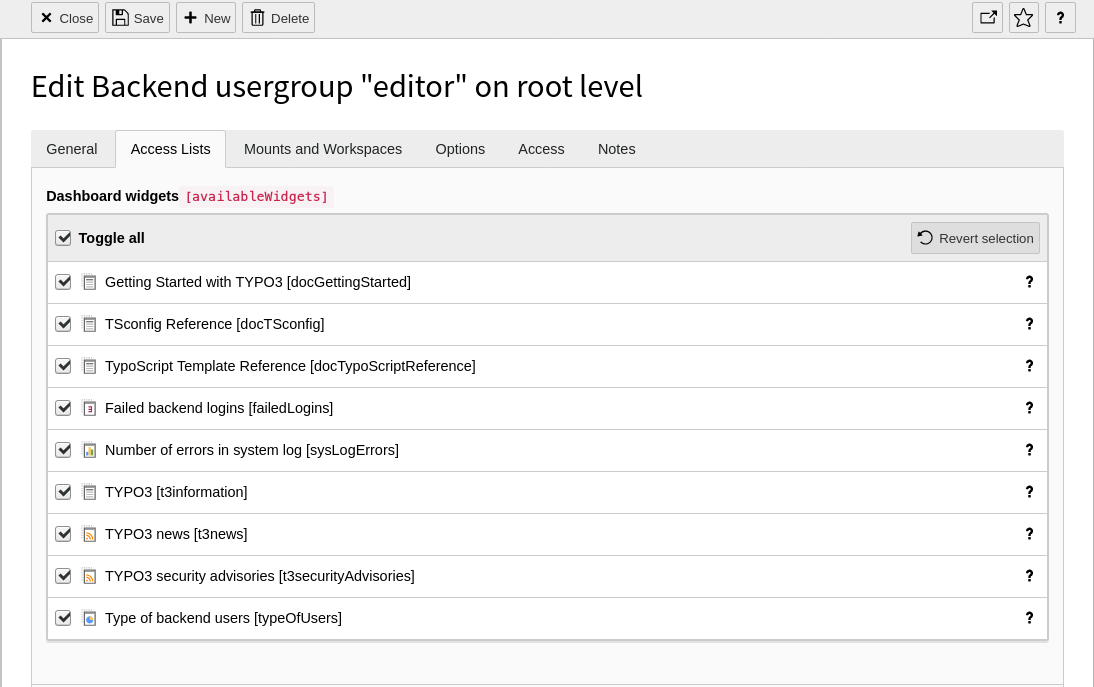 Close Save New Delete ?
Edit Backend usergroup "editor" on root level
General Access Lists Mounts and Workspaces Options Access Notes
Dashboard widgets [availableWidgets]
Toggle all Revert selection
Getting Started with TYPO3 [docGettingStarted] ?
TSconfig Reference [docTSconfig] ?
TypoScript Template Reference [docTypoScriptReference] ?
Failed backend logins [failedLogins] ?
Number of errors in system log [sysLogErrors] ?
TYPO3 [t3information] ?
TYPO3 news [t3news] ?
TYPO3 security advisories [t3securityAdvisories] ?
Type of backend users [typeOfUsers] ?